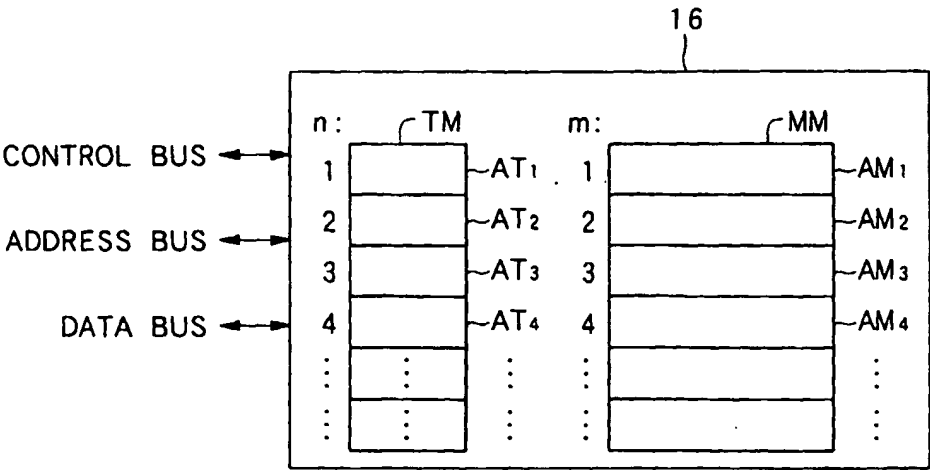 16
n: TM m: MM
CONTROL BUS
1 AT1 1 AM1
2 AT2 2 AM2
ADDRESS BUS
3 AT3 3 AM3
DATA BUS 4 AT4 4 AM4